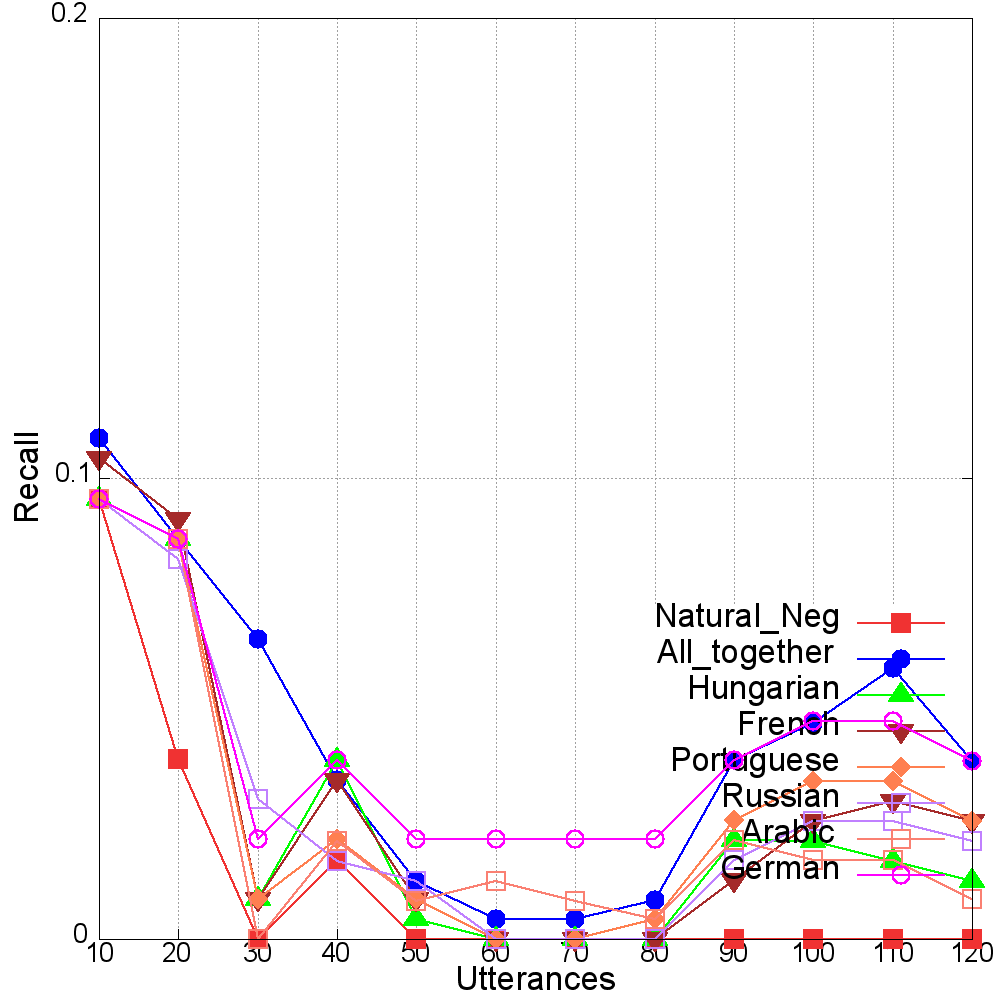 0.2
Recall
0.1
Natural_Neg
All_together
Hungarian
French
Portuguese
Russian
Arabic
German
0
10 20 30 40 50 60 70 80 90 100 110 120
Utterances